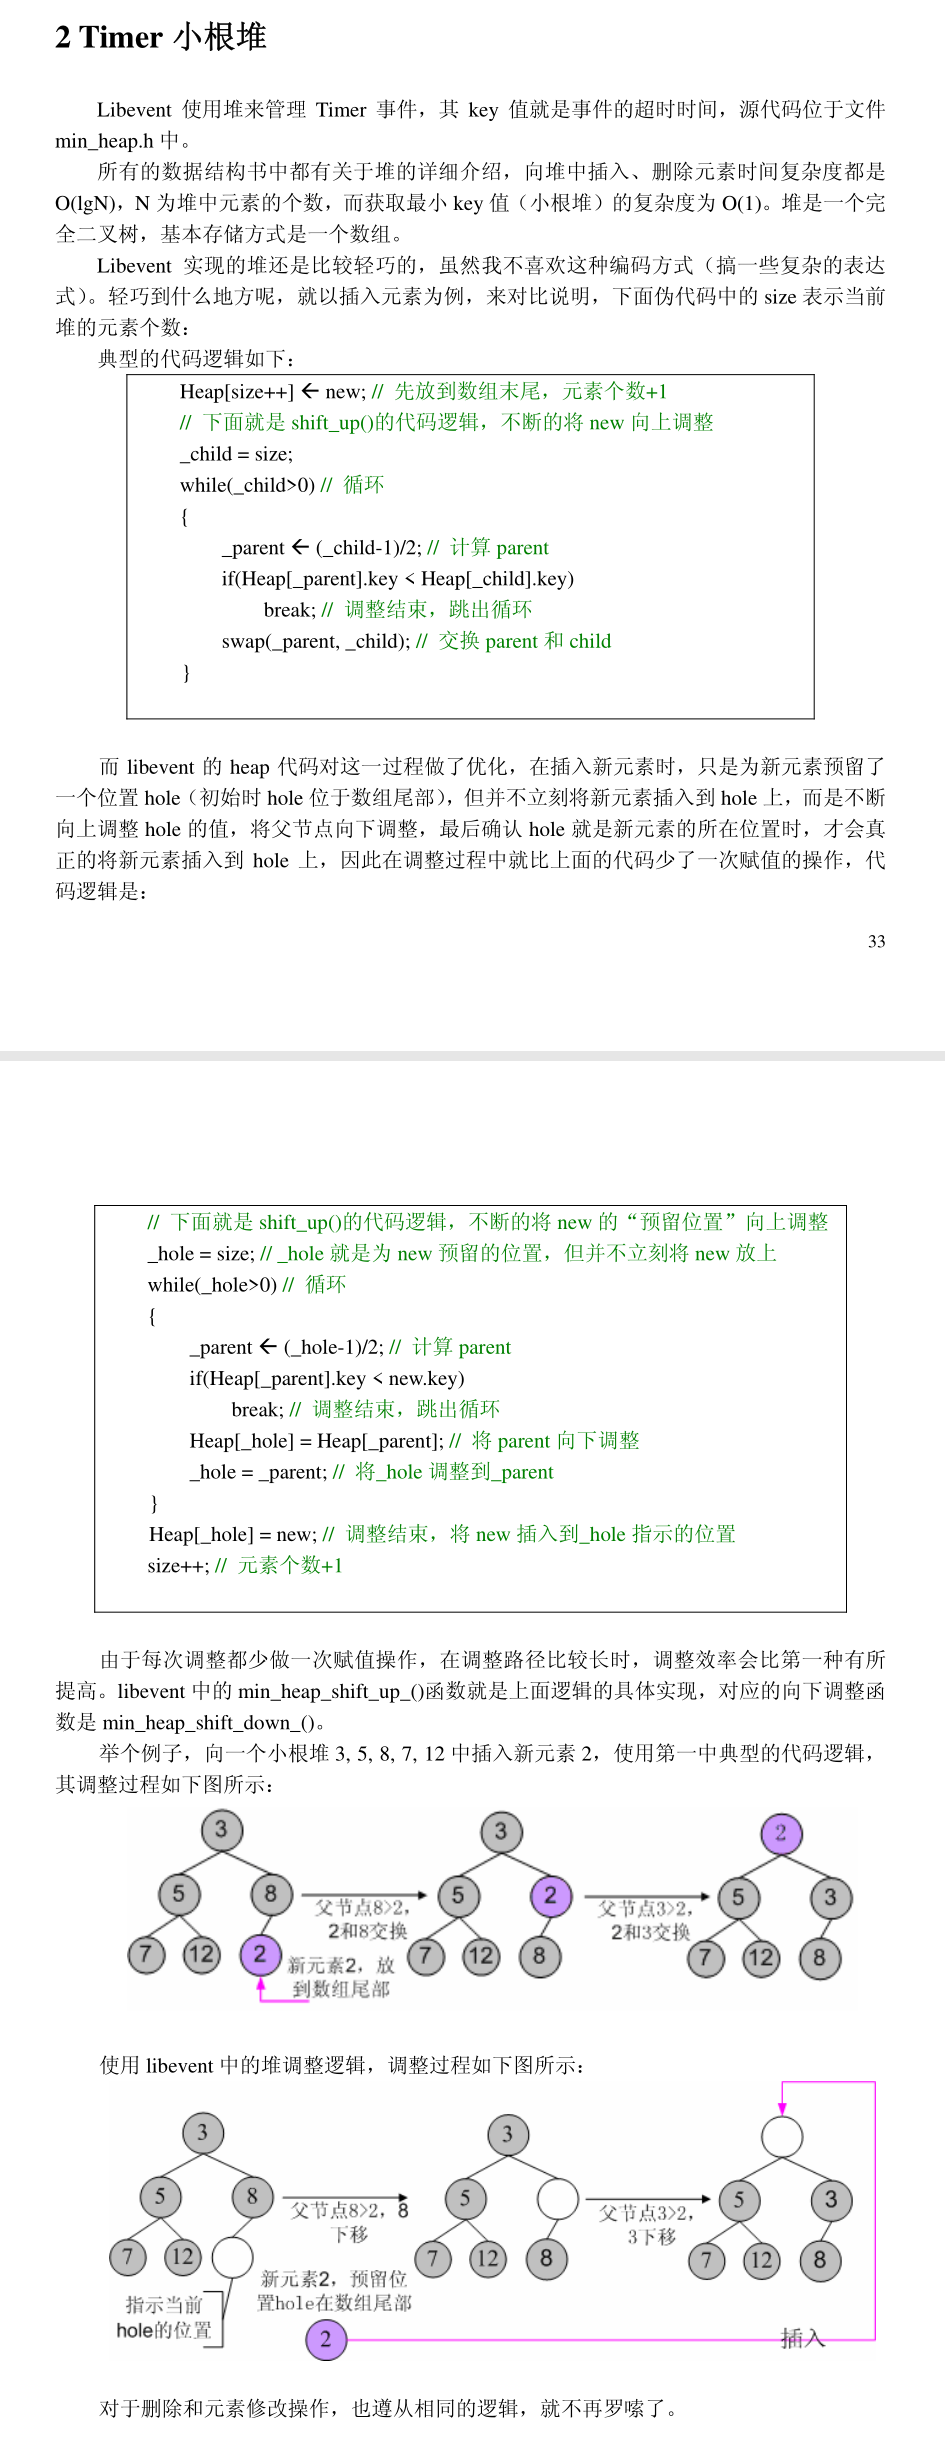 2 Timer 小根堆
Libevent 使用堆来管理 Timer 事件，其 key 值就是事件的超时时间，源代码位于文件
min_heap.h 中。
所有的数据结构书中都有关于堆的详细介绍，向堆中插入、删除元素时间复杂度都是
O(lgN)，N 为堆中元素的个数，而获取最小 key 值（小根堆）的复杂度为 O(1)。堆是一个完
全二叉树，基本存储方式是一个数组。
Libevent 实现的堆还是比较轻巧的，虽然我不喜欢这种编码方式（搞一些复杂的表达
式）。轻巧到什么地方呢，就以插入元素为例，来对比说明，下面伪代码中的 size 表示当前
堆的元素个数：
典型的代码逻辑如下：
Heap[size++] ← new; // 先放到数组末尾，元素个数+1
// 下面就是 shift_up()的代码逻辑，不断的将 new 向上调整
_child = size;
while(_child>0) // 循环
{
_parent ← (_child-1)/2; // 计算 parent
if(Heap[_parent].key < Heap[_child].key)
break; // 调整结束，跳出循环
swap(_parent, _child); // 交换 parent 和 child
}
而 libevent 的 heap 代码对这一过程做了优化，在插入新元素时，只是为新元素预留了
一个位置 hole（初始时 hole 位于数组尾部），但并不立刻将新元素插入到 hole 上，而是不断
向上调整 hole 的值，将父节点向下调整，最后确认 hole 就是新元素的所在位置时，才会真
正的将新元素插入到 hole 上，因此在调整过程中就比上面的代码少了一次赋值的操作，代
码逻辑是：
33
// 下面就是 shift_up()的代码逻辑，不断的将 new 的“预留位置”向上调整
_hole = size; // _hole 就是为 new 预留的位置，但并不立刻将 new 放上
while(_hole>0) // 循环
{
_parent ← (_hole-1)/2; // 计算 parent
if(Heap[_parent].key < new.key)
break; // 调整结束，跳出循环
Heap[_hole] = Heap[_parent]; // 将 parent 向下调整
_hole = _parent; // 将_hole 调整到_parent
}
Heap[_hole] = new; // 调整结束，将 new 插入到_hole 指示的位置
size++; // 元素个数+1
由于每次调整都少做一次赋值操作，在调整路径比较长时，调整效率会比第一种有所
提高。libevent 中的 min_heap_shift_up_()函数就是上面逻辑的具体实现，对应的向下调整函
数是 min_heap_shift_down_()。
举个例子，向一个小根堆 3, 5, 8, 7, 12 中插入新元素 2，使用第一中典型的代码逻辑，
其调整过程如下图所示：
3 3 2
5 8 5 2 5 3
父节点8>2， 父节点3>2，
2和8交换 2和3交换
7 12 2 7 12 8 7 12 8
新元素2，放
到数组尾部
使用 libevent 中的堆调整逻辑，调整过程如下图所示：
3 3
5 8 5 5 3
父节点8>2，8 父节点3>2，
下移 3下移
7 12 7 12 8 7 12 8
新元素2，预留位
置hole在数组尾部
指示当前
hole的位置
2 插入
对于删除和元素修改操作，也遵从相同的逻辑，就不再罗嗦了。